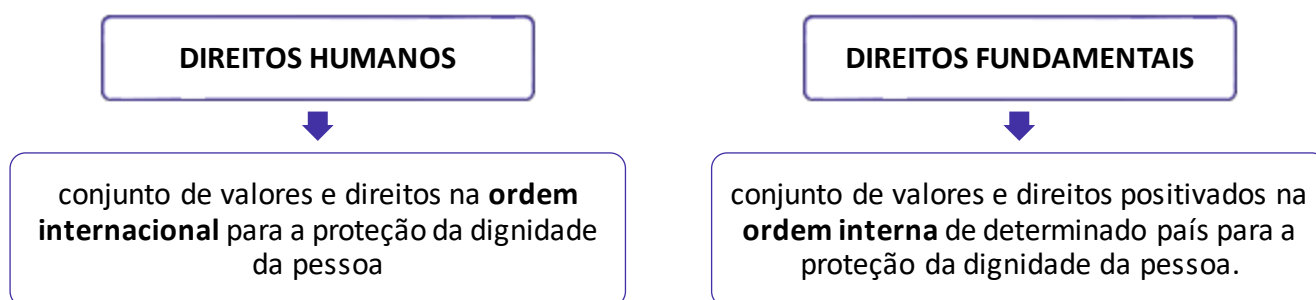 DIREITOS HUMANOS
conjunto de valores e direitos na ordem
internacional para a proteção da dignidade
da pessoa
DIREITOS FUNDAMENTAIS
conjunto de valores e direitos positivados na
ordem interna de determinado país para a
proteção da dignidade da pessoa.